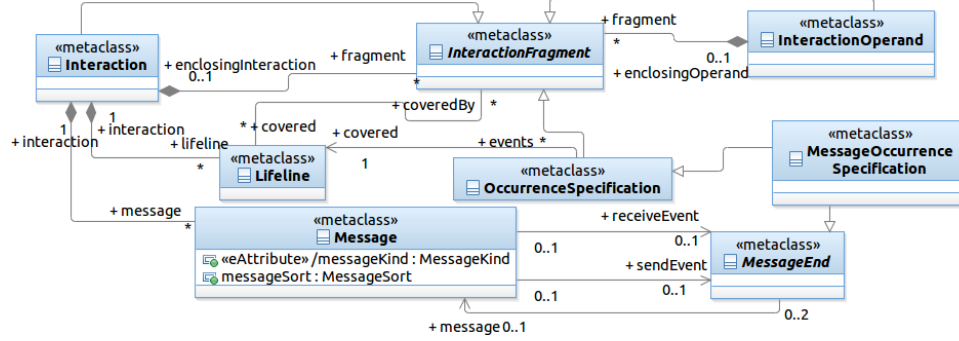 «metaclass»
Interaction
+ enclosingInteraction
0..1
+ fragment
*
«metaclass»
InteractionFragment
+ fragment
*
0..1
+ enclosingOperand
«metaclass»
InteractionOperand
1
+ interaction
1
+ interaction
+ lifeline
*
* + covered
+ coveredBy
*
+ covered
1
+ events *
«metaclass»
Lifeline
«metaclass»
OccurrenceSpecification
«metaclass»
MessageOccurrence
Specification
+ message
*
«metaclass»
Message
«eAttribute» /messageKind : MessageKind
messageSort : MessageSort
+ receiveEvent
0..1
0..1
+ sendEvent
0..1
0..1
«metaclass»
MessageEnd
+ message 0..1
0..2